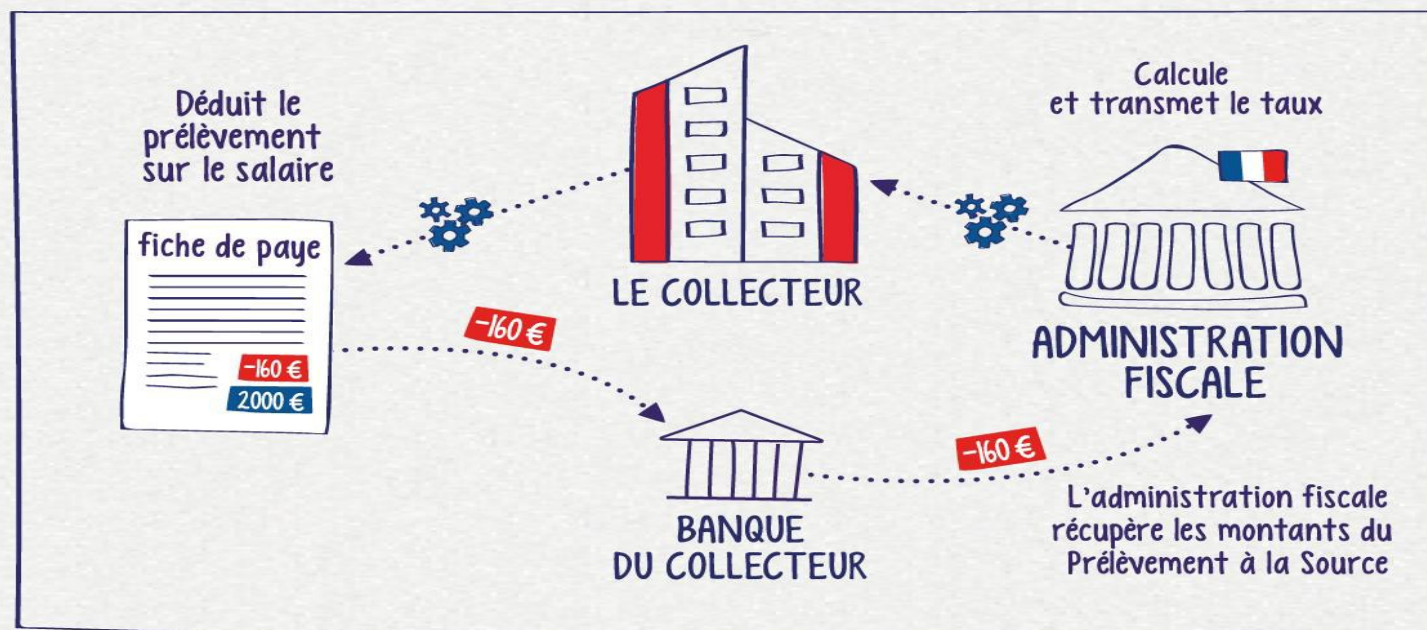 Déduit le
prélèvement
sur le salaire
fiche de paye
-160 €
2000 €
LE COLLECTEUR
Calcule
et transmet le taux
ADMINISTRATION
FISCALE
-160 €
BANQUE
DU COLLECTEUR
-160 €
L'administration fiscale
récupère les montants du
Prélèvement à la Source